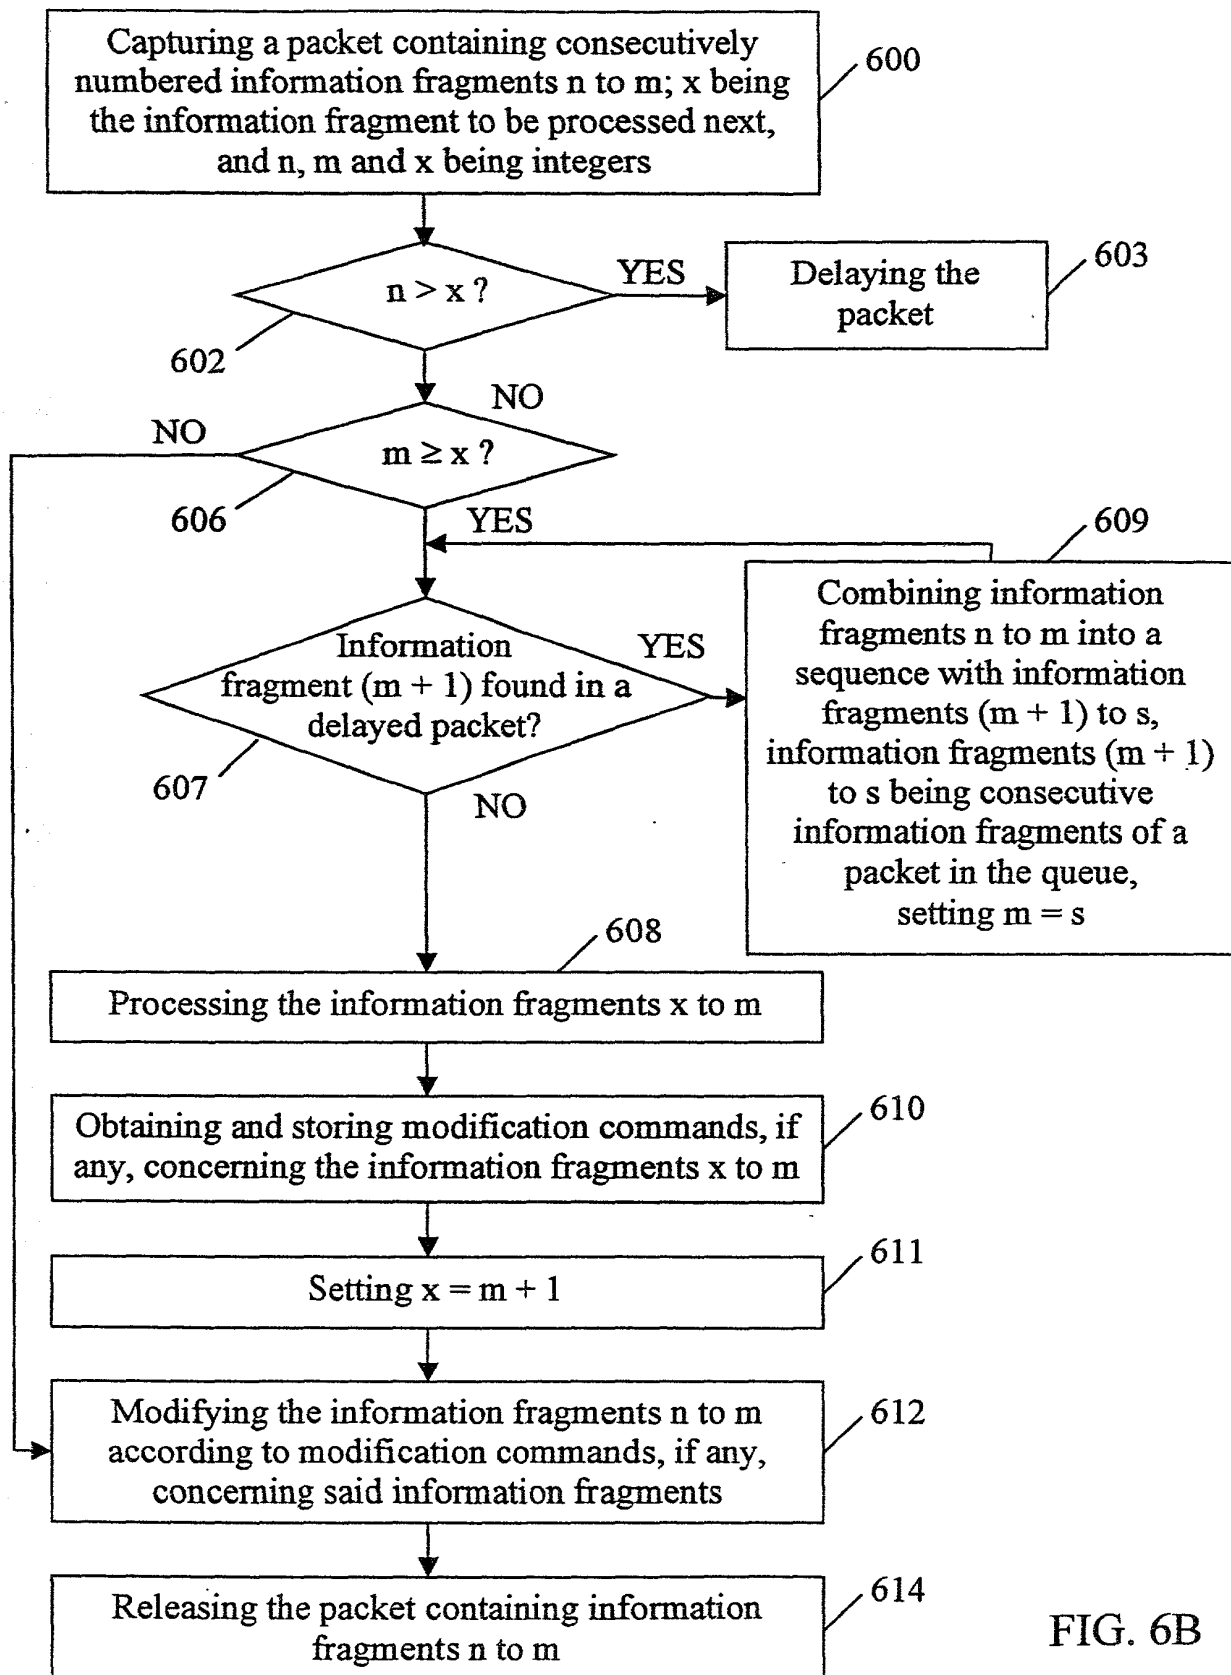 Capturing a packet containing consecutively
numbered information fragments n to m; x being
the information fragment to be processed next,
and n, m and x being integers
600
n > x ?
YES
602
Delaying the
packet
603
NO
m ≥ x ?
NO
606
YES
Information
fragment (m + 1) found in a
delayed packet?
YES
607
NO
609
Combining information
fragments n to m into a
sequence with information
fragments (m + 1) to s,
information fragments (m + 1)
to s being consecutive
information fragments of a
packet in the queue,
setting m = s
608
Processing the information fragments x to m
Obtaining and storing modification commands, if
any, concerning the information fragments x to m
610
Setting x = m + 1
611
Modifying the information fragments n to m
according to modification commands, if any,
concerning said information fragments
612
Releasing the packet containing information
fragments n to m
614
FIG. 6B